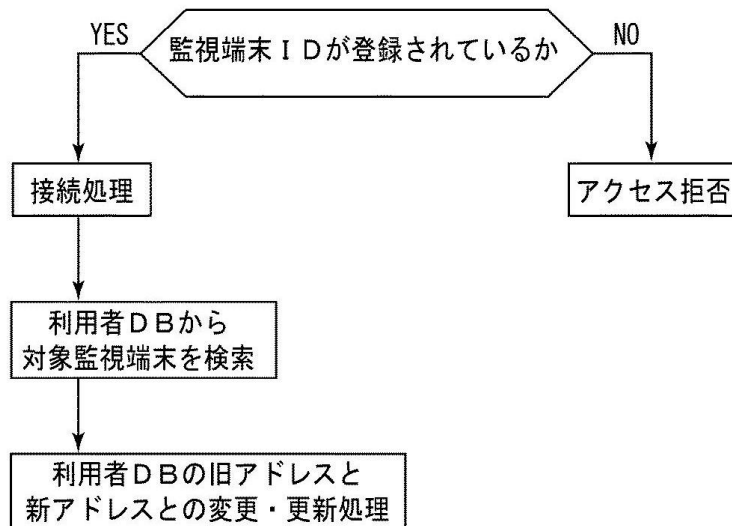 監視端末IDが登録されているか
YES
NO
接続処理
アクセス拒否
利用者DBから
対象監視端末を検索
利用者DBの旧アドレスと
新アドレスとの変更・更新処理